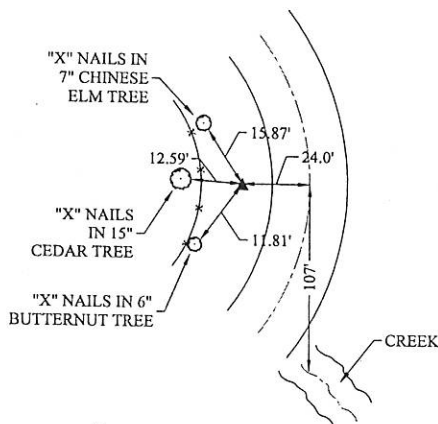 "X" NAILS IN
7" CHINESE
ELM TREE
15.87'
12.59'
24.0'
"X" NAILS
IN 15"
CEDAR TREE
11.81'
"X" NAILS IN 6"
BUTTERNUT TREE
107'
CREEK